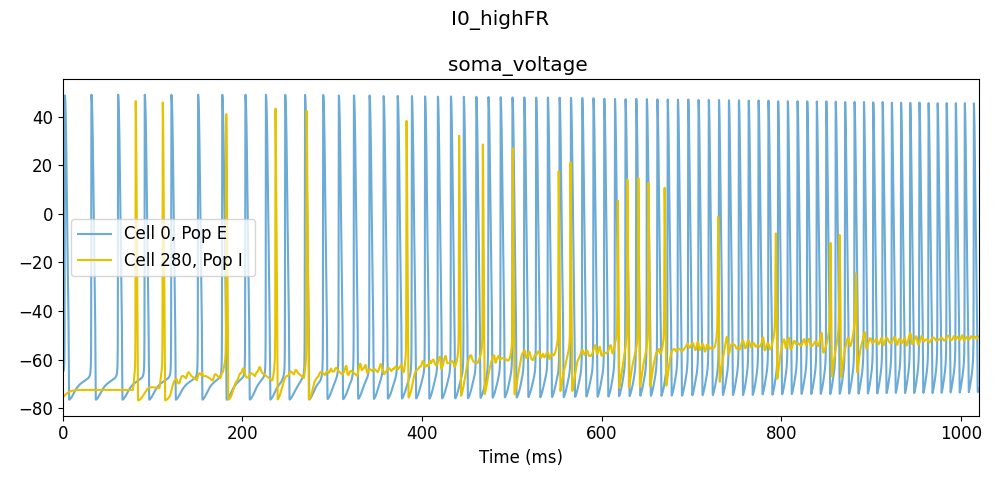 I0_highFR
soma_voltage
40
20
0
−20
−40
−60
−80
Cell 0, Pop E
Cell 280, Pop I
0
200
400
600
800
1000
Time (ms)